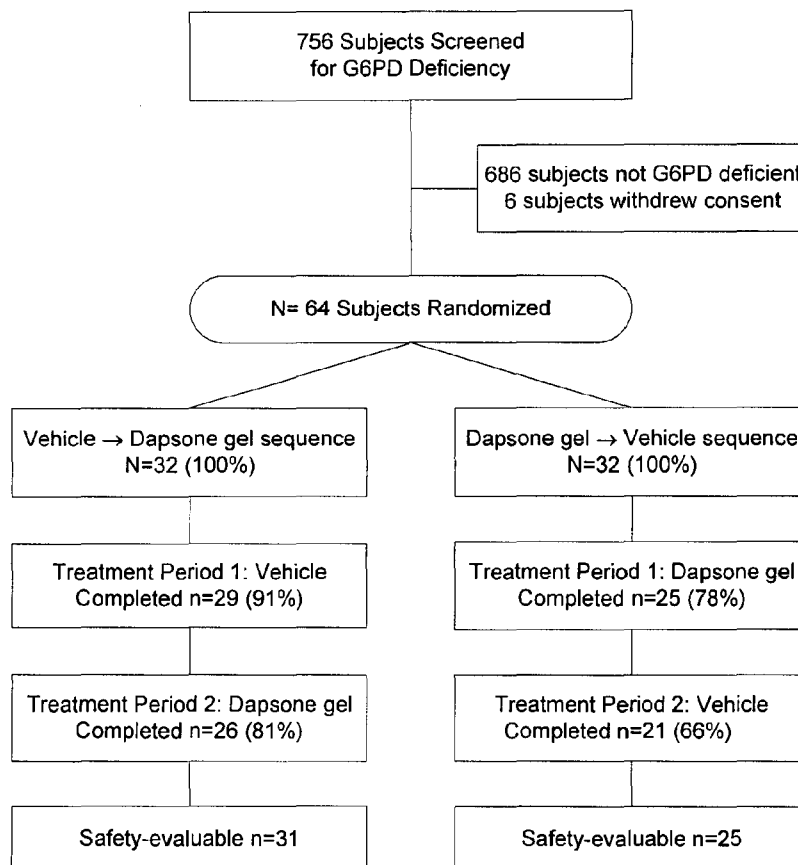 756 Subjects Screened
for G6PD Deficiency
686 subjects not G6PD deficient
6 subjects withdrew consent
N= 64 Subjects Randomized
Vehicle → Dapsone gel sequence
N=32 (100%)
Dapsone gel → Vehicle sequence
N=32 (100%)
Treatment Period 1: Vehicle
Completed n=29 (91%)
Treatment Period 1: Dapsone gel
Completed n=25 (78%)
Treatment Period 2: Dapsone gel
Completed n=26 (81%)
Treatment Period 2: Vehicle
Completed n=21 (66%)
Safety-evaluable n=31
Safety-evaluable n=25